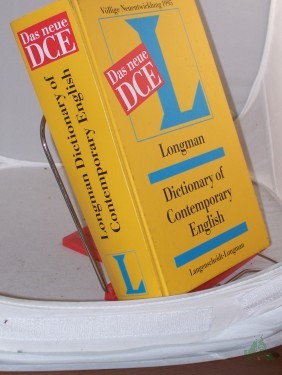 Das neue
DCE
Longman Dictionary of
Contemporary English
L
Völlige Neuentwicklung 1995
Das neue
DCE
L
Longman
Dictionary of
Contemporary
English
Langenscheidt-Longman